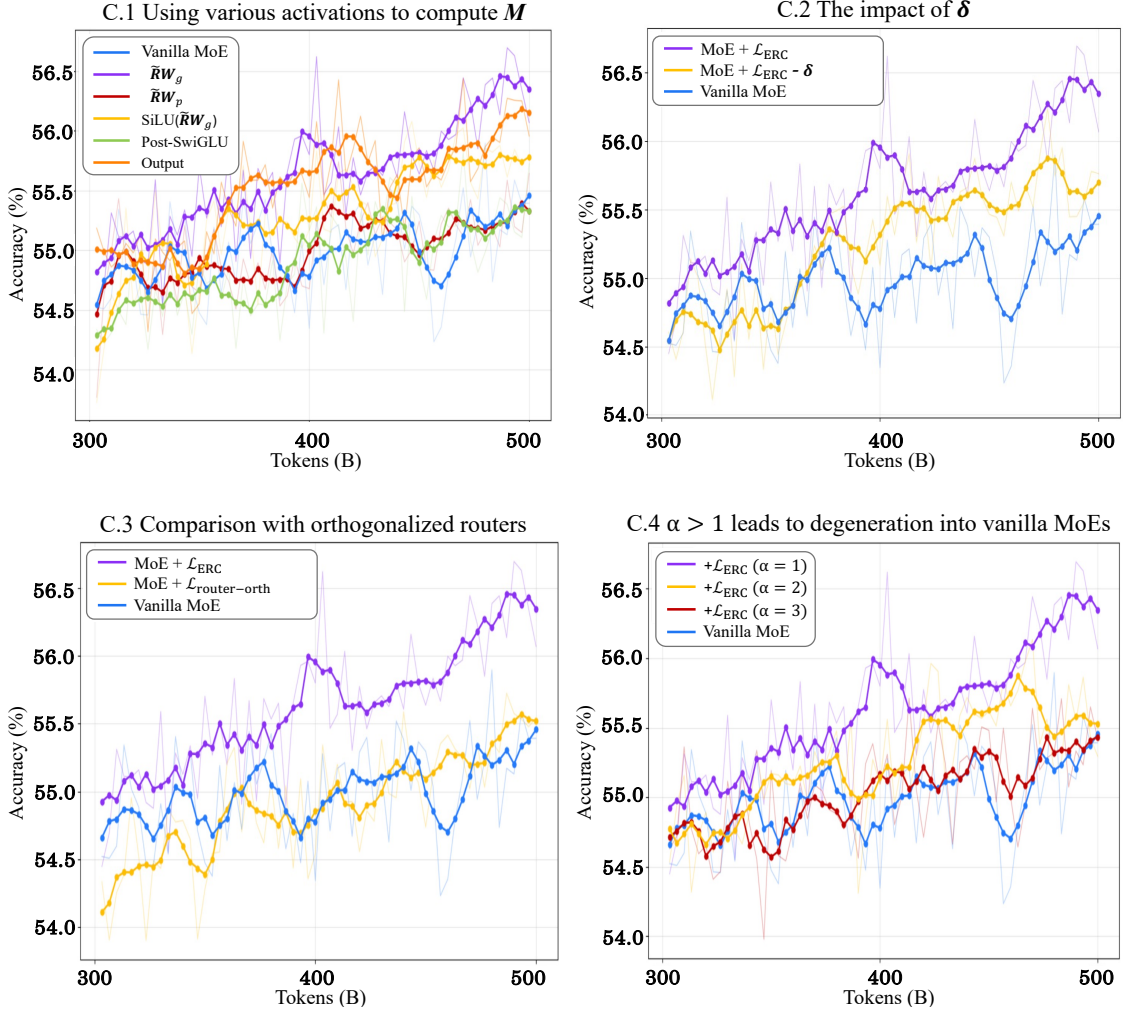 C.1 Using various activations to compute M
Vanilla MoE
R̃W_g
R̃W_p
SiLU(R̃W_g)
Post-SwiGLU
Output
Accuracy (%)
56.5
56.0
55.5
55.0
54.5
54.0
300
400
500
Tokens (B)
C.2 The impact of δ
MoE + ℒ_ERC
MoE + ℒ_ERC - δ
Vanilla MoE
Accuracy (%)
56.5
56.0
55.5
55.0
54.5
54.0
300
400
500
Tokens (B)
C.3 Comparison with orthogonalized routers
MoE + ℒ_ERC
MoE + ℒ_router−orth
Vanilla MoE
Accuracy (%)
56.5
56.0
55.5
55.0
54.5
54.0
300
400
500
Tokens (B)
C.4 α > 1 leads to degeneration into vanilla MoEs
+ℒ_ERC (α = 1)
+ℒ_ERC (α = 2)
+ℒ_ERC (α = 3)
Vanilla MoE
Accuracy (%)
56.5
56.0
55.5
55.0
54.5
54.0
300
400
500
Tokens (B)